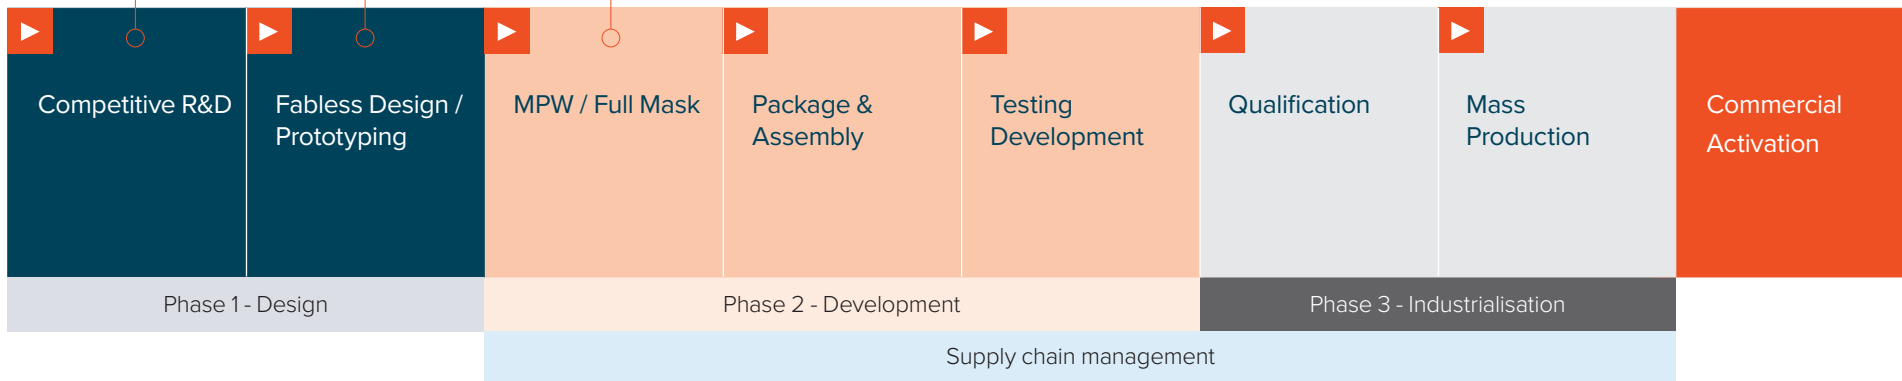 Competitive R&D
Fabless Design /
Prototyping
MPW / Full Mask
Package &
Assembly
Testing
Development
Qualification
Mass
Production
Commercial
Activation
Phase 1 - Design
Phase 2 - Development
Phase 3 - Industrialisation
Supply chain management